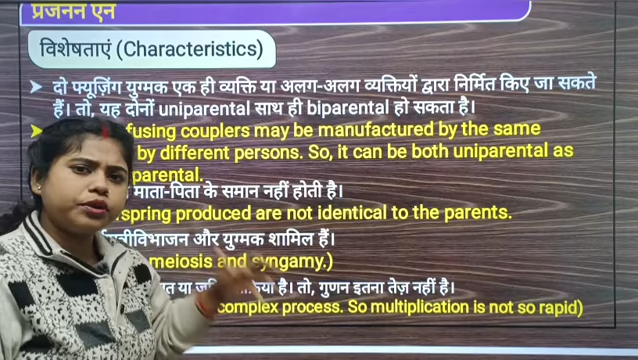 प्रजनन एन
विशेषताएं (Characteristics)
दो फ्यूज़िंग युग्मक एक ही व्यक्ति या अलग-अलग व्यक्तियों द्वारा निर्मित किए जा सकते
हैं। तो, यह दोनों uniparental साथ ही biparental हो सकता है।
fusing couplers may be manufactured by the same
by different persons. So, it can be both uniparental as
parental.
माता-पिता के समान नहीं होती है।
spring produced are not identical to the parents.
विभाजन और युग्मक शामिल हैं।
meiosis and syngamy.)
या है। तो, गुणन इतना तेज़ नहीं है।
complex process. So multiplication is not so rapid)